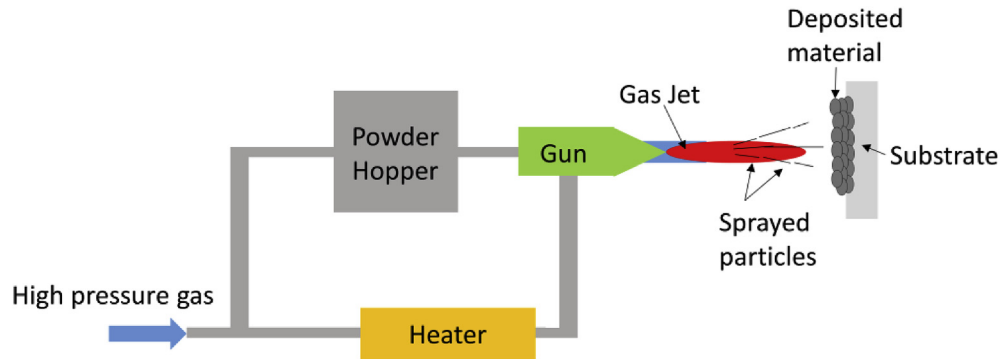 Deposited
material
Gas Jet
Powder
Hopper
Gun
Substrate
Sprayed
particles
High pressure gas
Heater